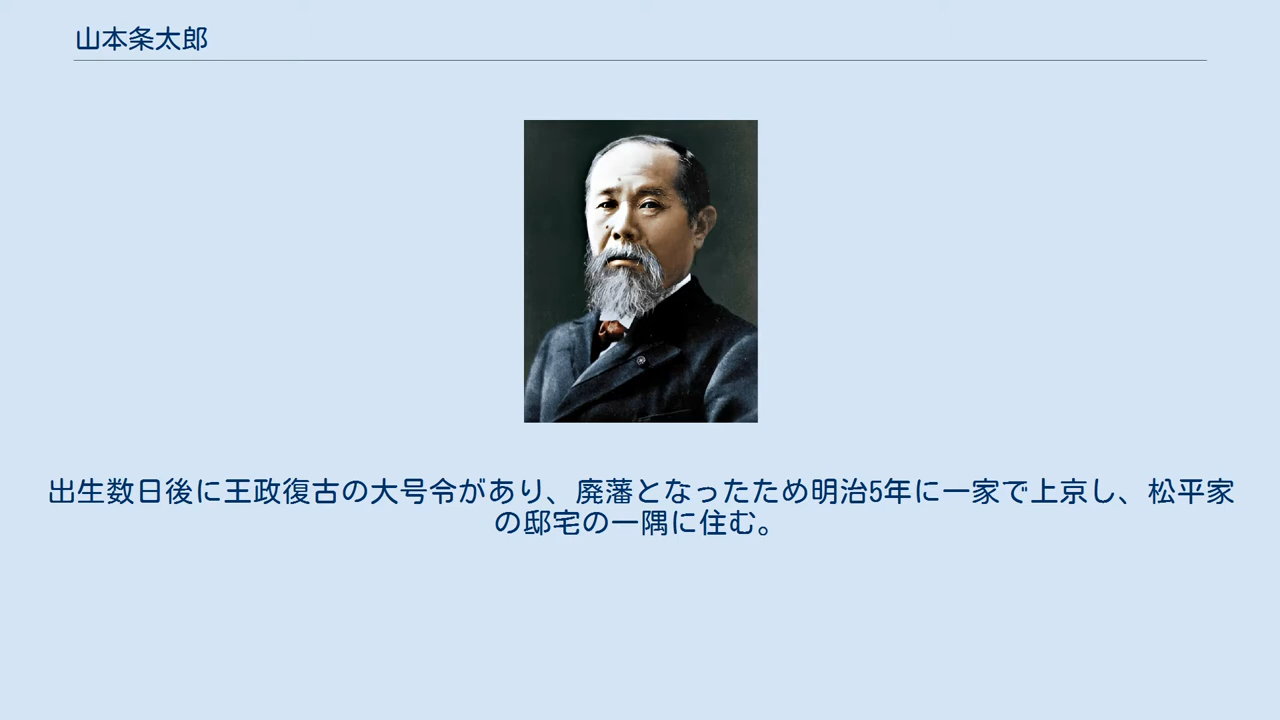 山本条太郎
出生数日後に王政復古の大号令があり、廃藩となったため明治5年に一家で上京し、松平家
の邸宅の一隅に住む。